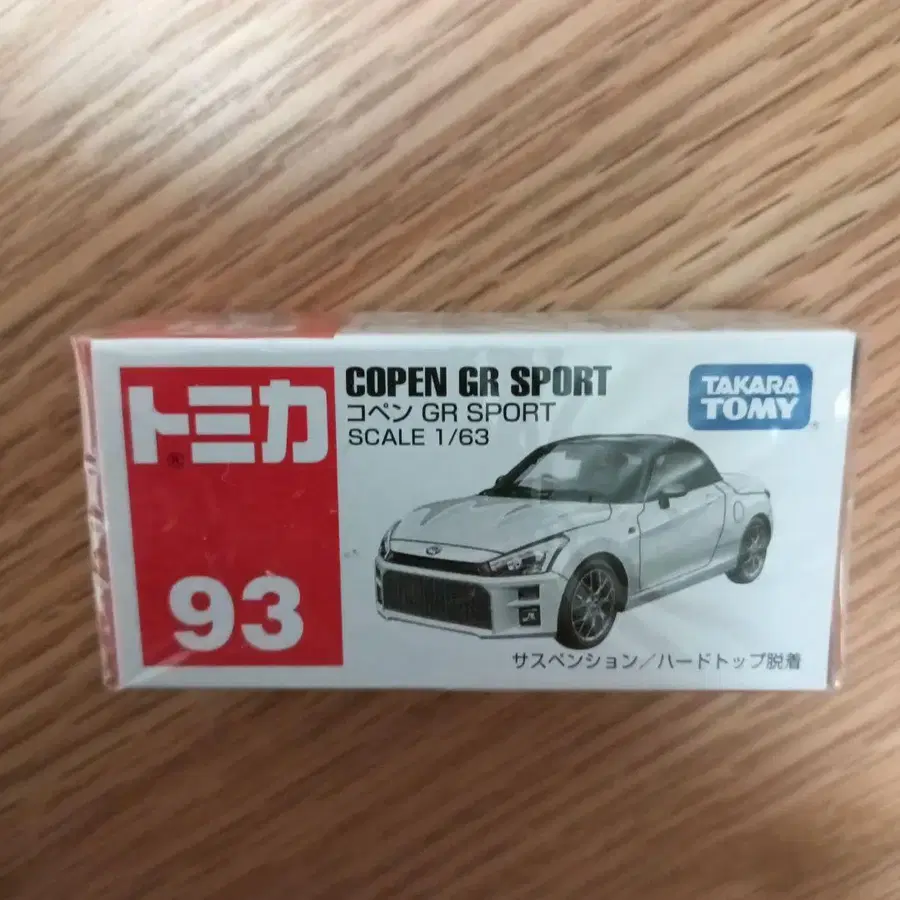 トミカ
93
COPEN GR SPORT
コペン GR SPORT
SCALE 1/63
TAKARA
TOMY
サスペンション/ハードトップ脱着